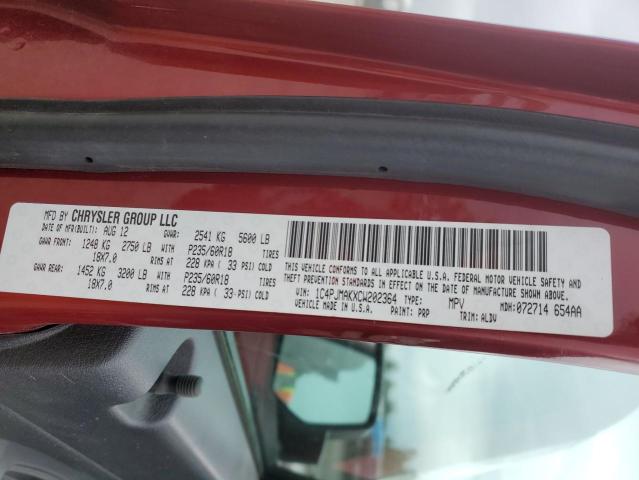 MFD BY CHRYSLER GROUP LLC
DATE OF MFR(BUILT): AUG 12 GVWR: 2541 KG 5600 LB
GAWR FRONT: 1248 KG 2750 LB WITH P235/60R18 TIRES
18X7.0 RIMS AT 228 KPA ( 33 PSI) COLD
GAWR REAR: 1452 KG 3200 LB WITH P235/60R18 TIRES
18X7.0 RIMS AT 228 KPA ( 33 PSI) COLD
THIS VEHICLE CONFORMS TO ALL APPLICABLE U.S.A. FEDERAL MOTOR VEHICLE SAFETY AND
THEFT PREVENTION STANDARDS IN EFFECT ON THE DATE OF MANUFACTURE SHOWN ABOVE.
VIN: 1C4PJMAKXCW202364 TYPE: MPV MDH: 072714 654AA
VEHICLE MADE IN U.S.A. PAINT: PRP TRIM: ALDV